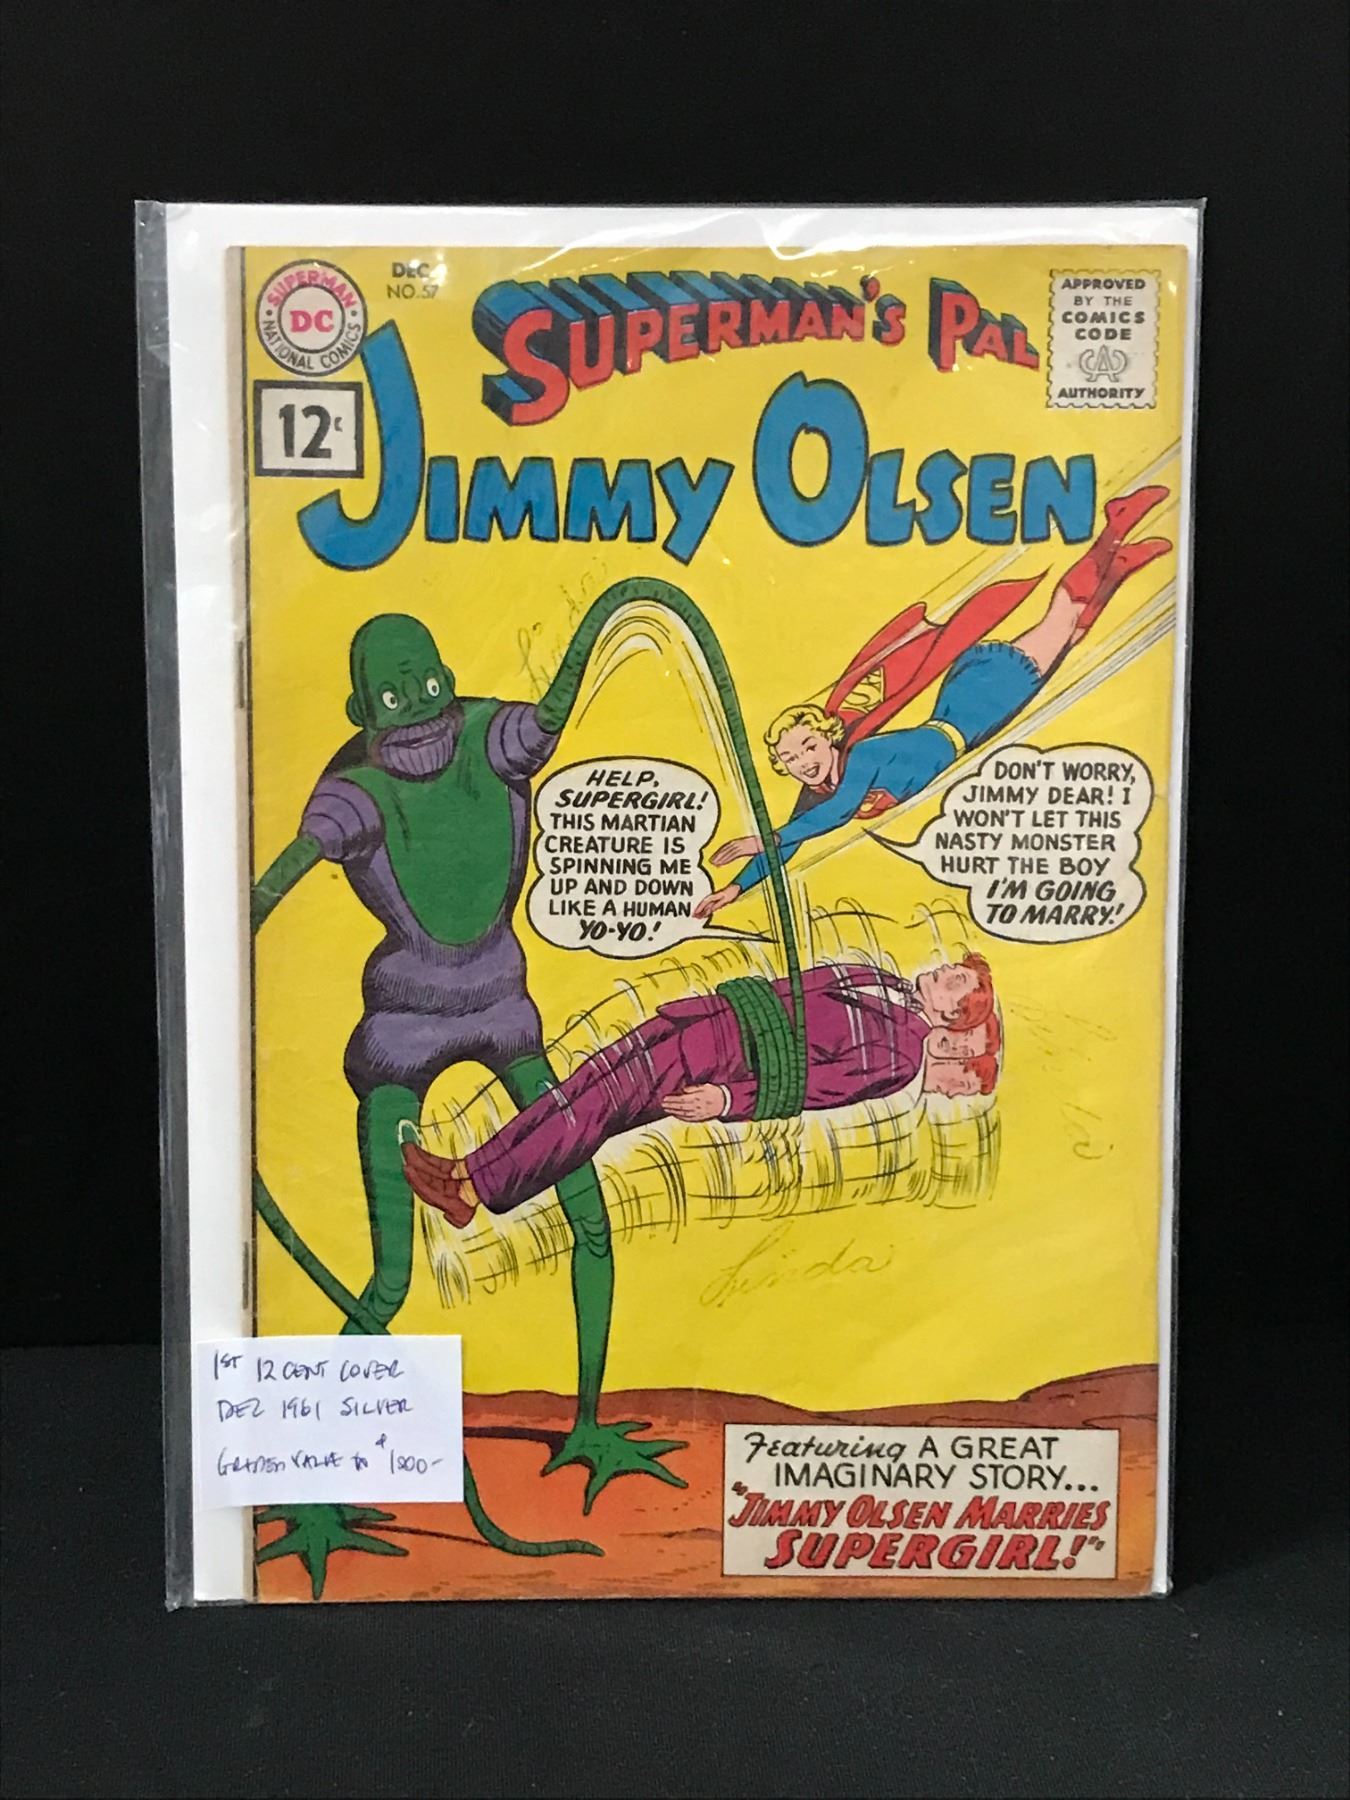 SUPERMAN
DC
NATIONAL COMICS
DEC.
NO.57
SUPERMAN'S PAL
JIMMY OLSEN
12¢
APPROVED
BY THE
COMICS
CODE
CA
AUTHORITY
HELP,
SUPERGIRL!
THIS MARTIAN
CREATURE IS
SPINNING ME
UP AND DOWN
LIKE A HUMAN
YO-YO!
DON'T WORRY,
JIMMY DEAR! I
WON'T LET THIS
NASTY MONSTER
HURT THE BOY
I'M GOING
TO MARRY!
Linda
Linda
1ST 12 CENT COVER
DEC 1961 SILVER
GRADED VALUE TO $1000-
Featuring A GREAT
IMAGINARY STORY...
"JIMMY OLSEN MARRIES
SUPERGIRL!"